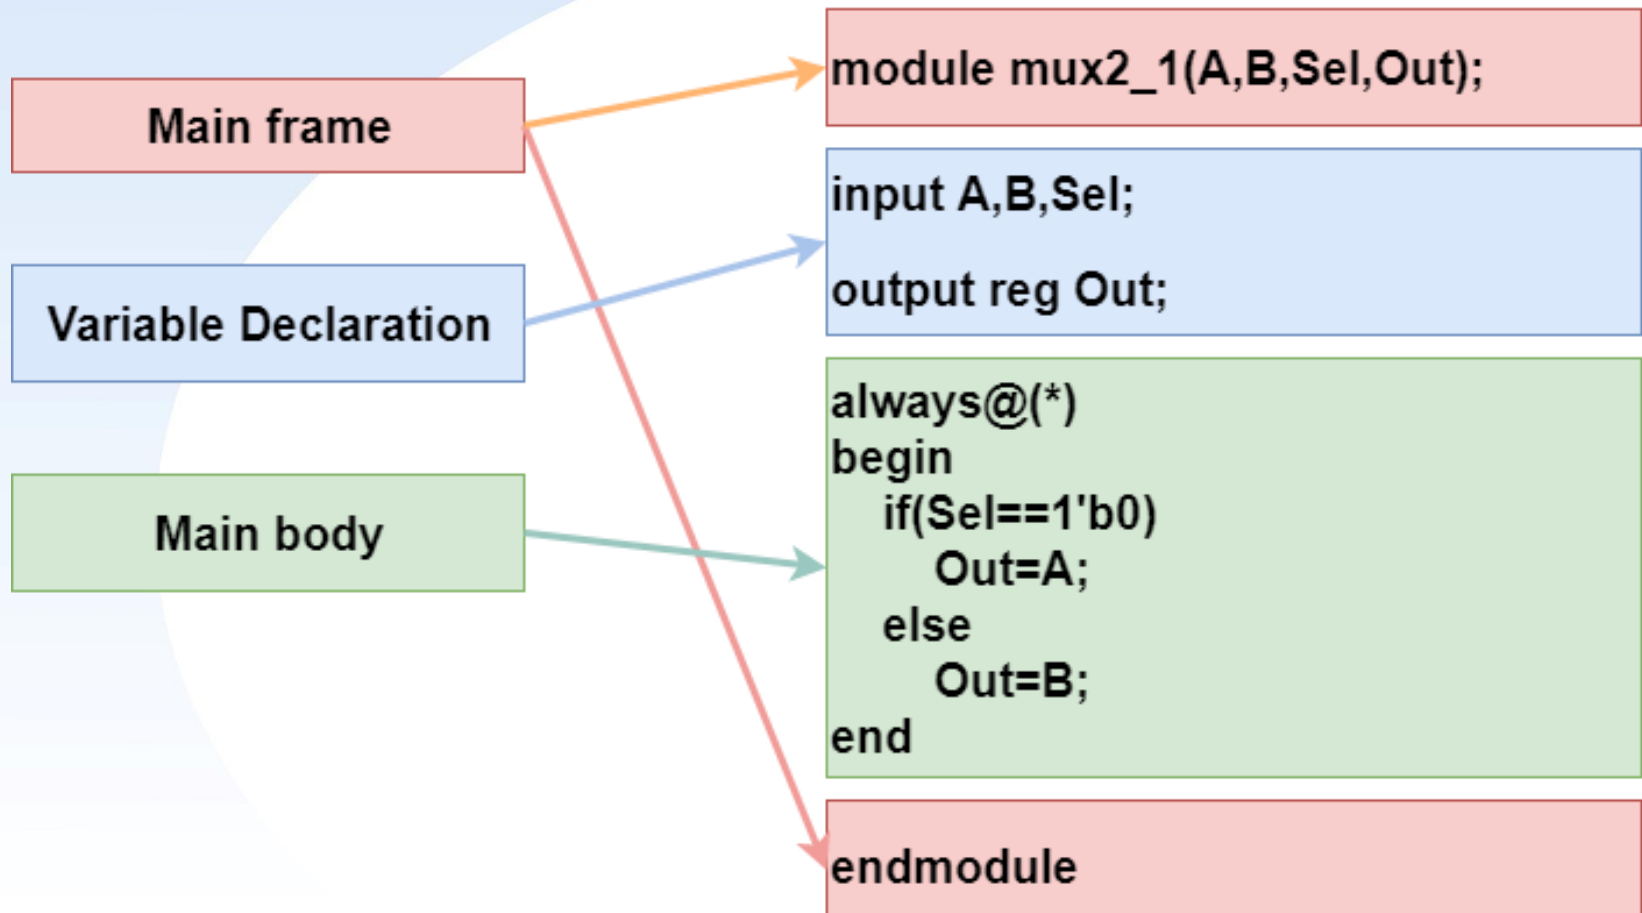 Main frame
Variable Declaration
Main body
module mux2_1(A,B,Sel,Out);
input A,B,Sel;
output reg Out;
always@(*)
begin
if(Sel==1'b0)
Out=A;
else
Out=B;
end
endmodule